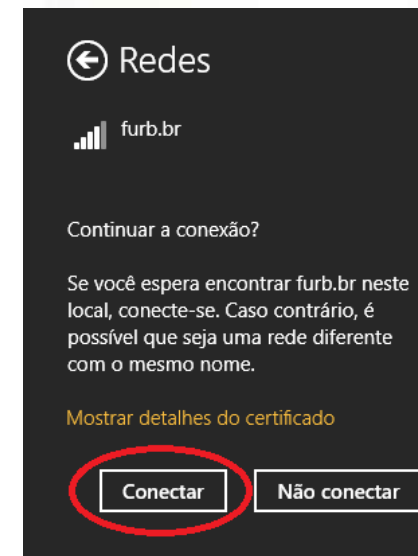 Redes
furb.br
Continuar a conexão?
Se você espera encontrar furb.br neste
local, conecte-se. Caso contrário, é
possível que seja uma rede diferente
com o mesmo nome.
Mostrar detalhes do certificado
Conectar
Não conectar